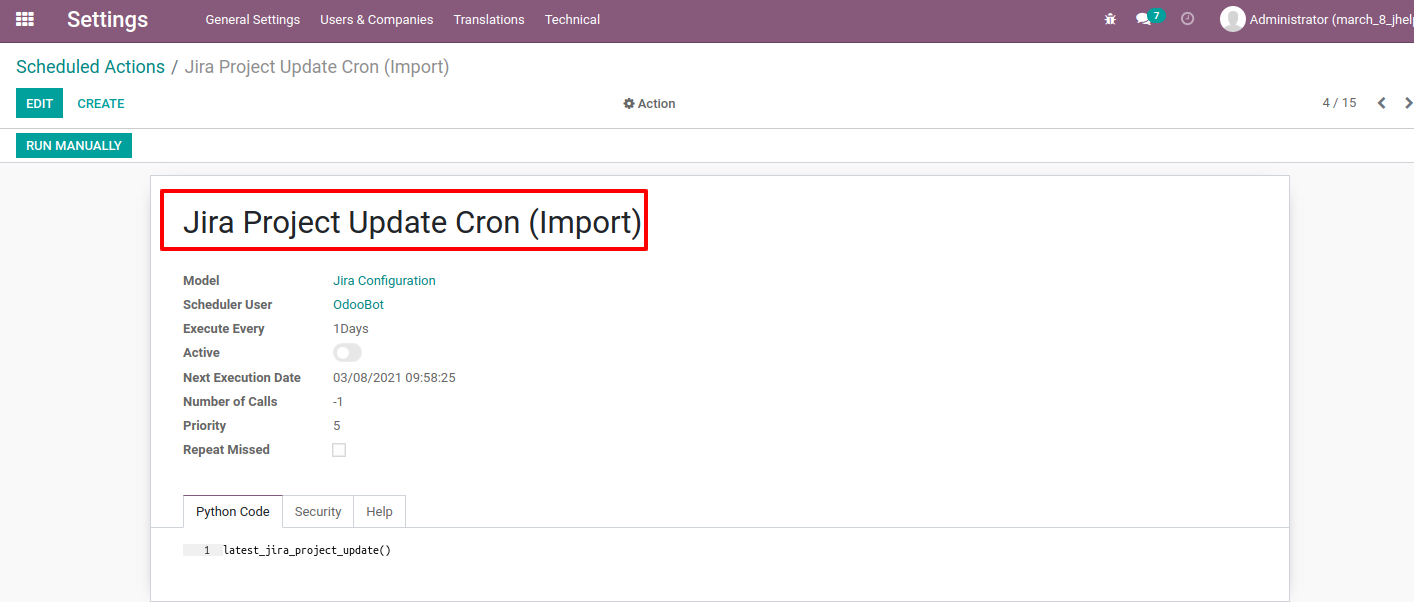 Settings General Settings Users & Companies Translations Technical 7 Administrator (march_8_jhel
Scheduled Actions / Jira Project Update Cron (Import)
EDIT CREATE Action 4 / 15
RUN MANUALLY
Jira Project Update Cron (Import)
Model Jira Configuration
Scheduler User OdooBot
Execute Every 1Days
Active
Next Execution Date 03/08/2021 09:58:25
Number of Calls -1
Priority 5
Repeat Missed
Python Code Security Help
1 latest_jira_project_update()